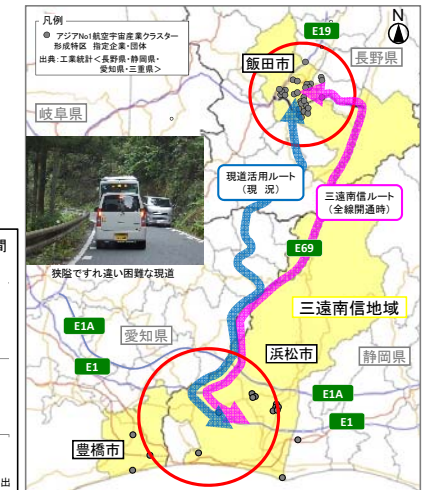 凡例
アジアNo1航空宇宙産業クラスター
形成特区 指定企業・団体
出典:工業統計<長野県・静岡県・
愛知県・三重県>
N
E19
飯田市
長野県
岐阜県
現道活用ルート
(現 況)
三遠南信ルート
(全線開通時)
狭隘ですれ違い困難な現道
間
E69
三遠南信地域
E1A
愛知県
浜松市
静岡県
E1
E1A
E1
豊橋市
出